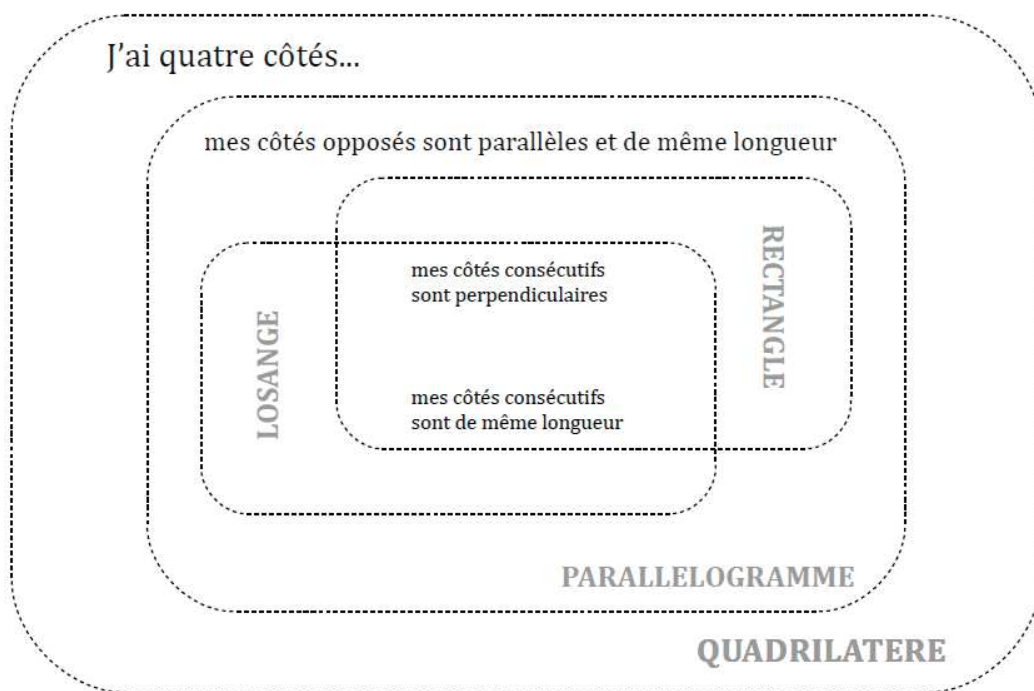 J'ai quatre côtés...
mes côtés opposés sont parallèles et de même longueur
RECTANGLE
mes côtés consécutifs
sont perpendiculaires
LOSANGE
mes côtés consécutifs
sont de même longueur
PARALLELOGRAMME
QUADRILATERE